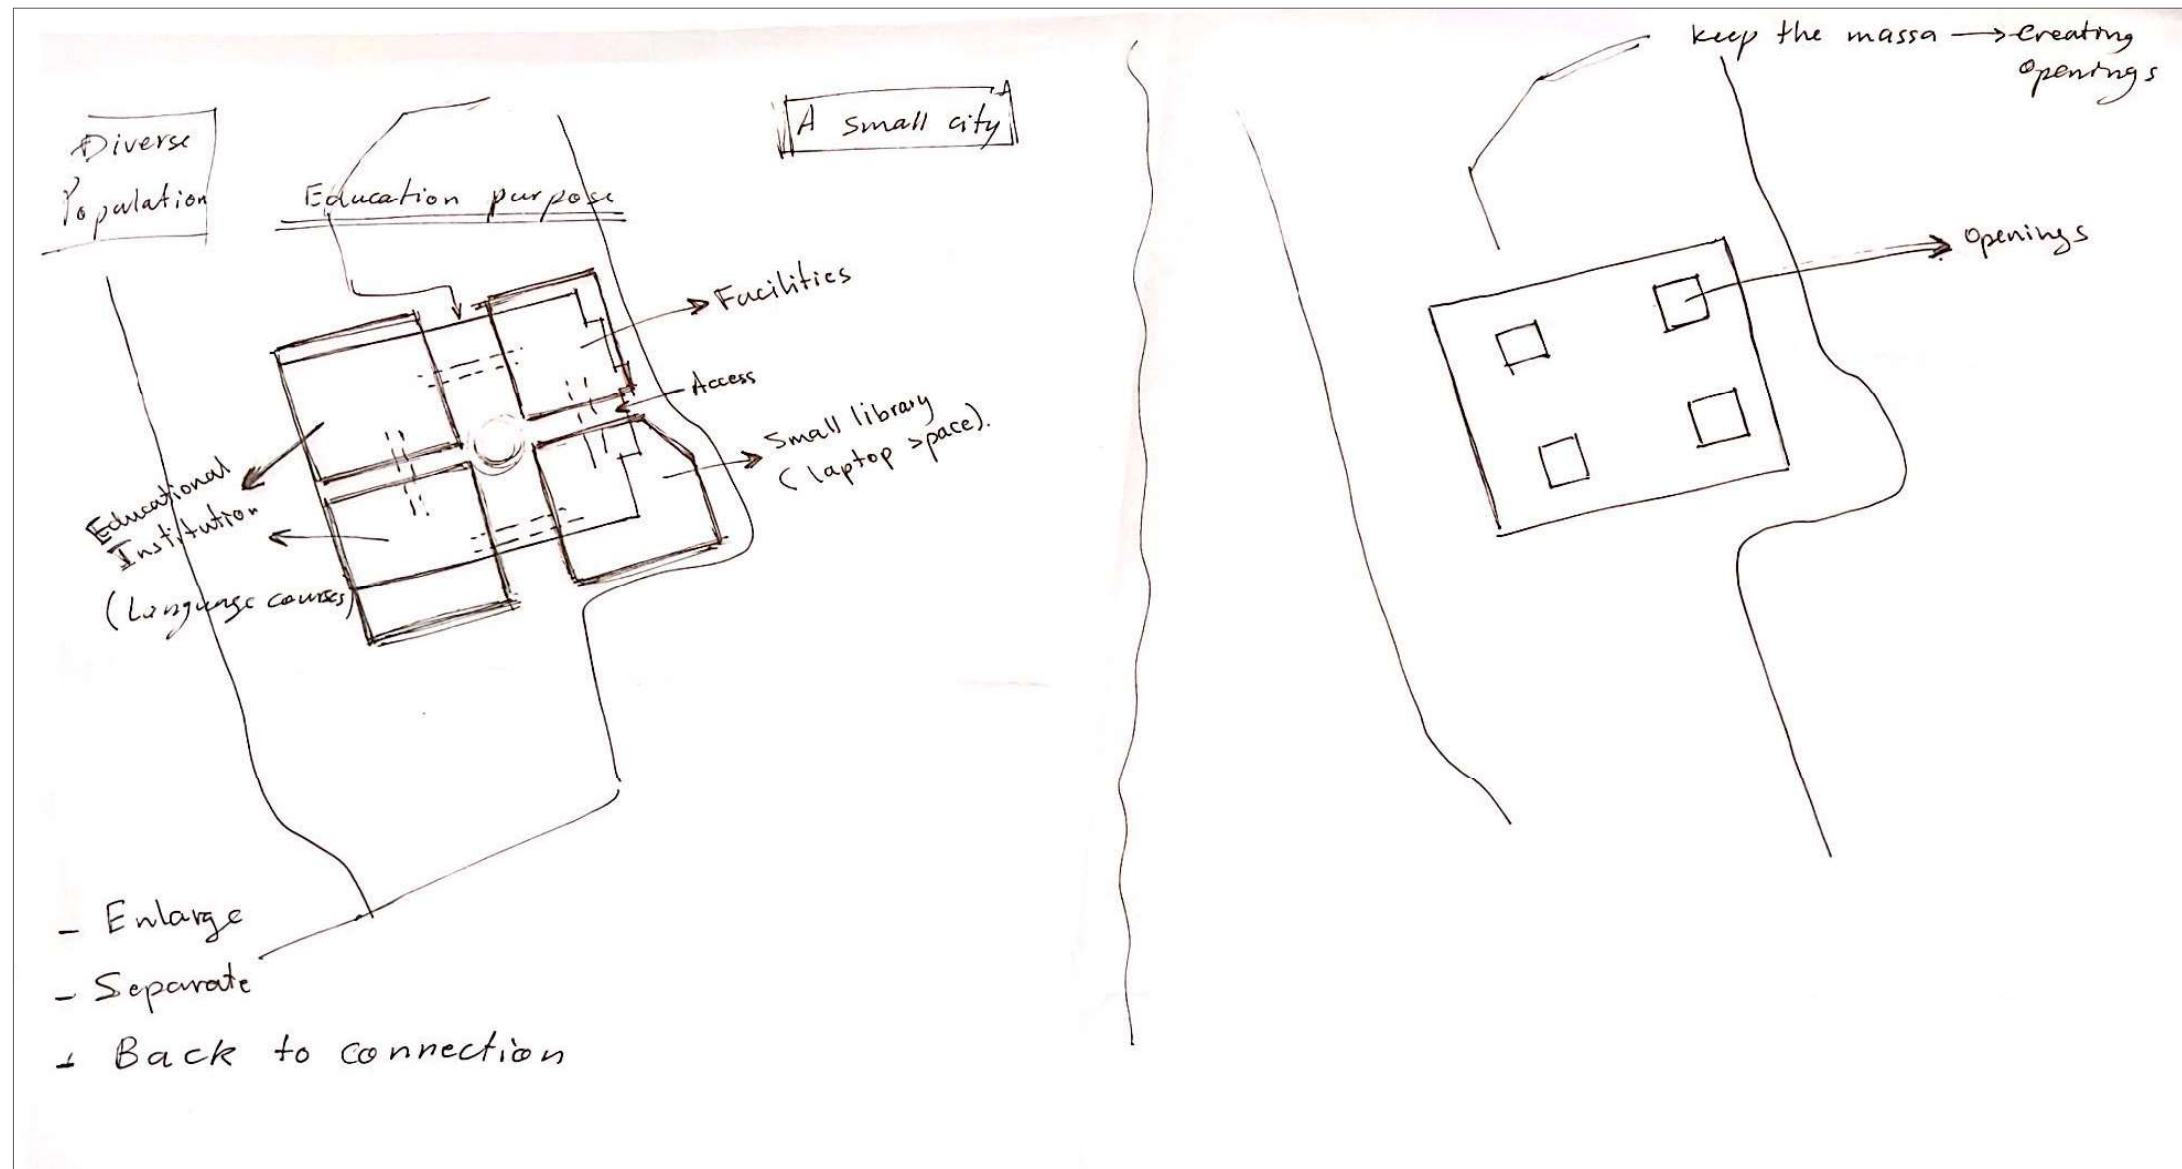 Diverse
Population
Education purpose
A small city
Facilities
Access
Small library
(laptop space).
Educational
Institution
(Language courses)
- Enlarge
- Separate
- Back to connection
keep the massa → creating
openings
openings